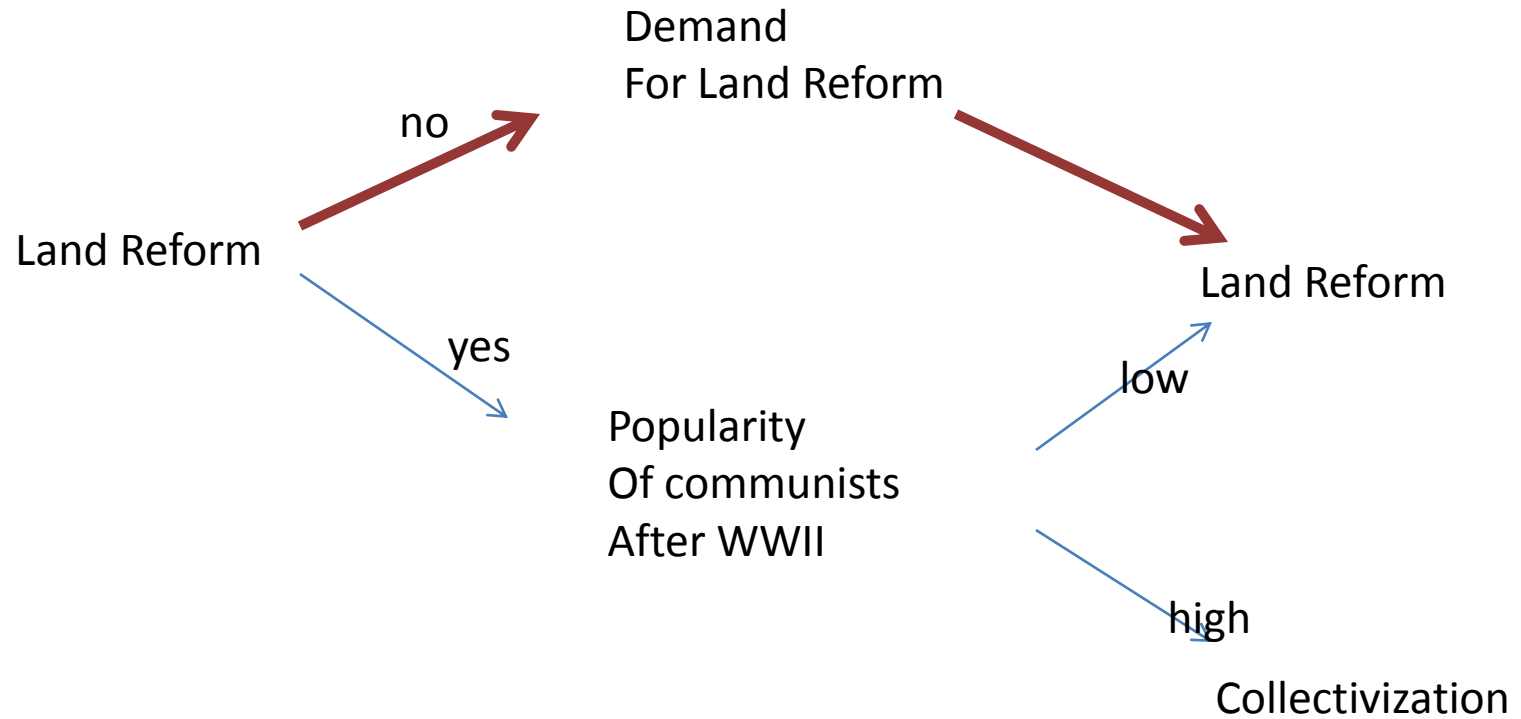 Demand
For Land Reform
no
Land Reform
Land Reform
yes
low
Popularity
Of communists
After WWII
high
Collectivization